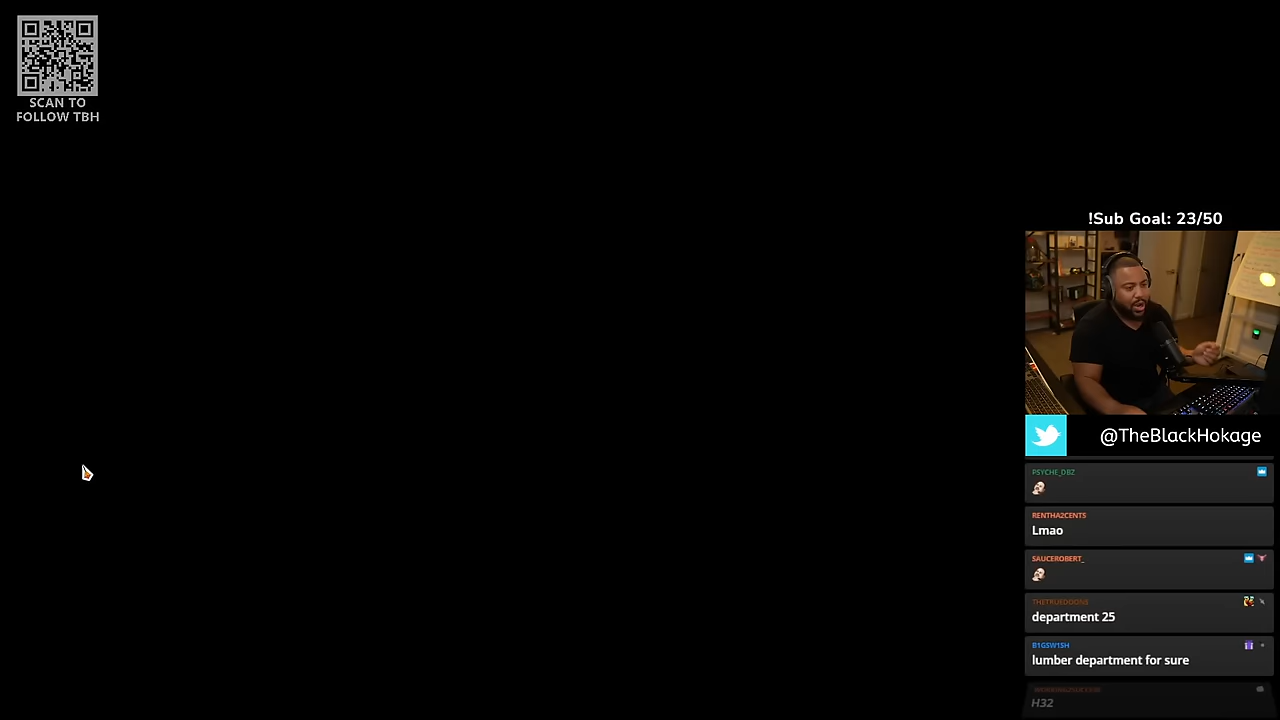 SCAN TO
FOLLOW TBH
!Sub Goal: 23/50
@TheBlackHokage
PSYCHE_DBZ
RENTHA2CENTS
Lmao
SAUCEROBERT_
department 25
B1GSW1SH
lumber department for sure
H32